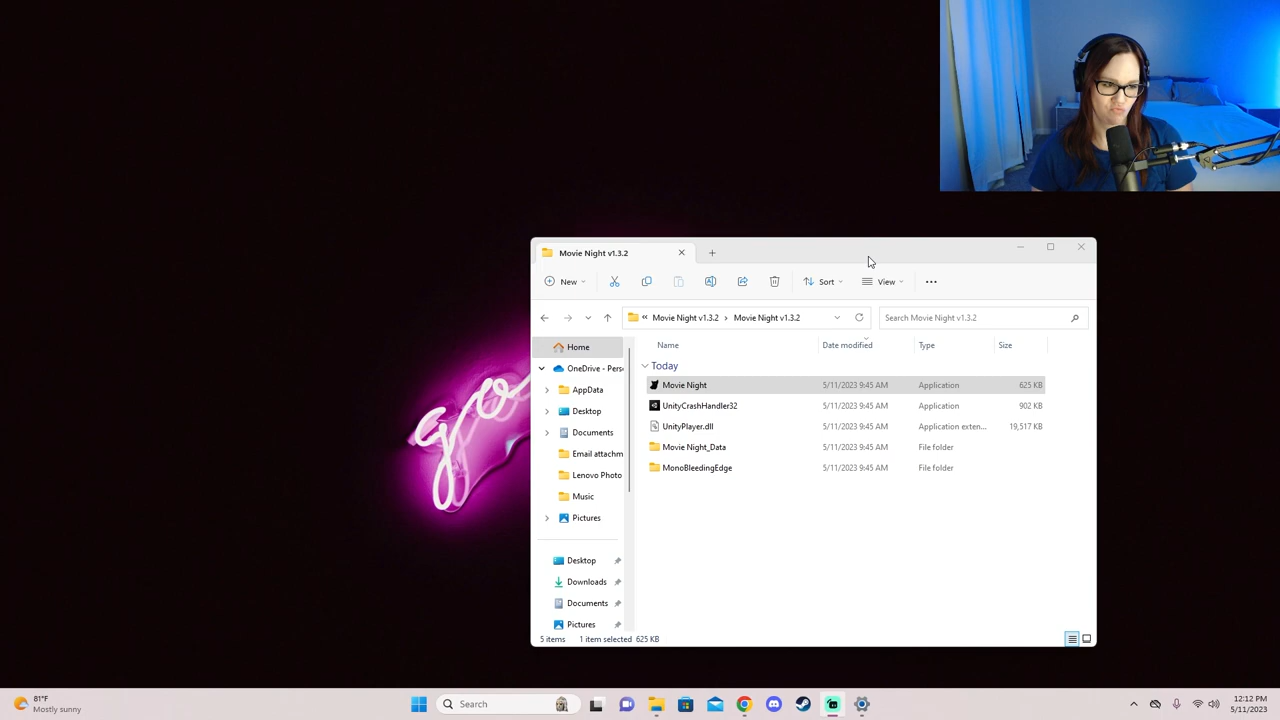 Movie Night v1.3.2
New
Sort
View
Movie Night v1.3.2 > Movie Night v1.3.2
Search Movie Night v1.3.2
Home
OneDrive - Pers
AppData
Desktop
Documents
Email attachm
Lenovo Photo
Music
Pictures
Desktop
Downloads
Documents
Pictures
Name Date modified Type Size
Today
Movie Night 5/11/2023 9:45 AM Application 625 KB
UnityCrashHandler32 5/11/2023 9:45 AM Application 902 KB
UnityPlayer.dll 5/11/2023 9:45 AM Application exten... 19,517 KB
Movie Night_Data 5/11/2023 9:45 AM File folder
MonoBleedingEdge 5/11/2023 9:45 AM File folder
5 items 1 item selected 625 KB
go
81°F
Mostly sunny
Search
12:12 PM
5/11/2023